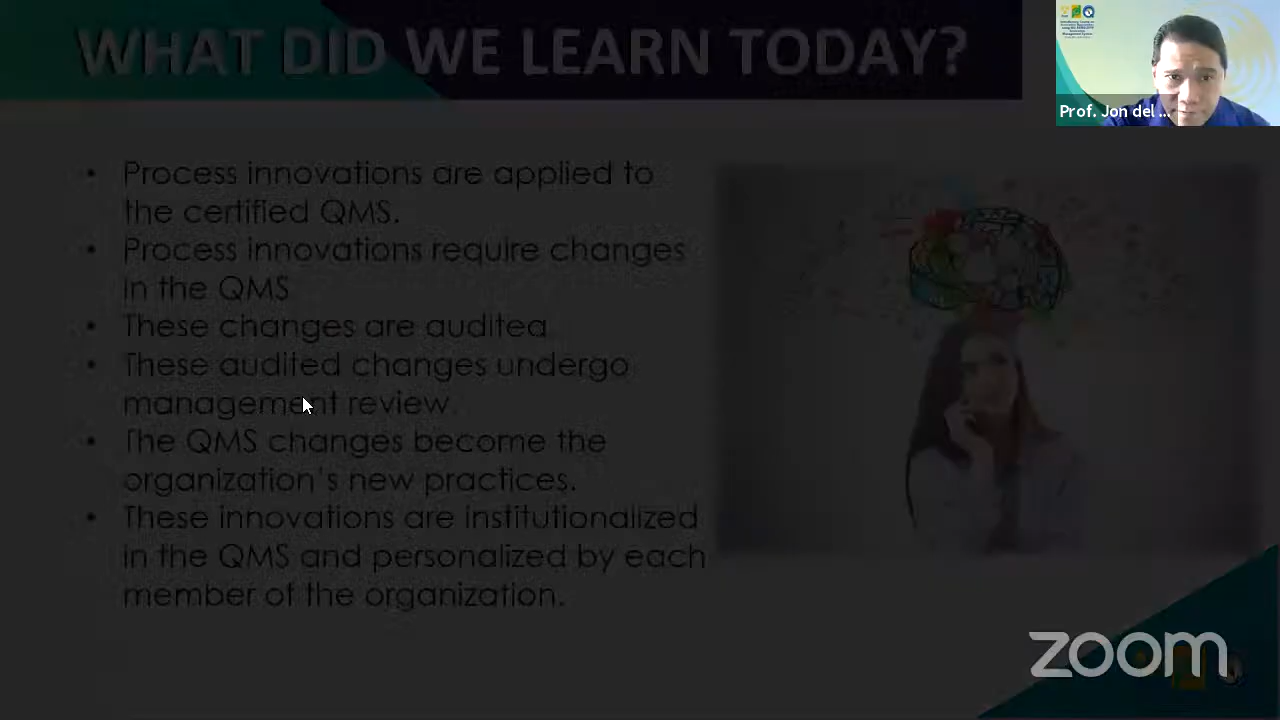 WHAT DID WE LEARN TODAY?
Prof. Jon del ...
• Process innovations are applied to
the certified QMS.
• Process innovations require changes
in the QMS
• These changes are audited
• These audited changes undergo
management review
• The QMS changes become the
organization's new practices.
• These innovations are institutionalized
in the QMS and personalized by each
member of the organization.
zoom